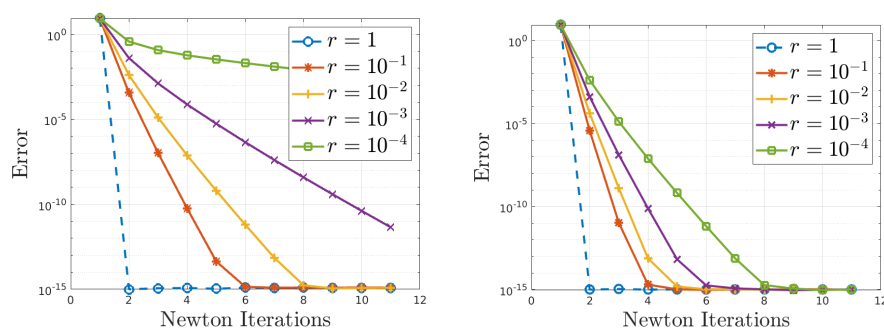 10^0
10^-5
10^-10
10^-15
Error
0 2 4 6 8 10 12
Newton Iterations
r = 1
r = 10^-1
r = 10^-2
r = 10^-3
r = 10^-4
10^0
10^-5
10^-10
10^-15
Error
0 2 4 6 8 10 12
Newton Iterations
r = 1
r = 10^-1
r = 10^-2
r = 10^-3
r = 10^-4